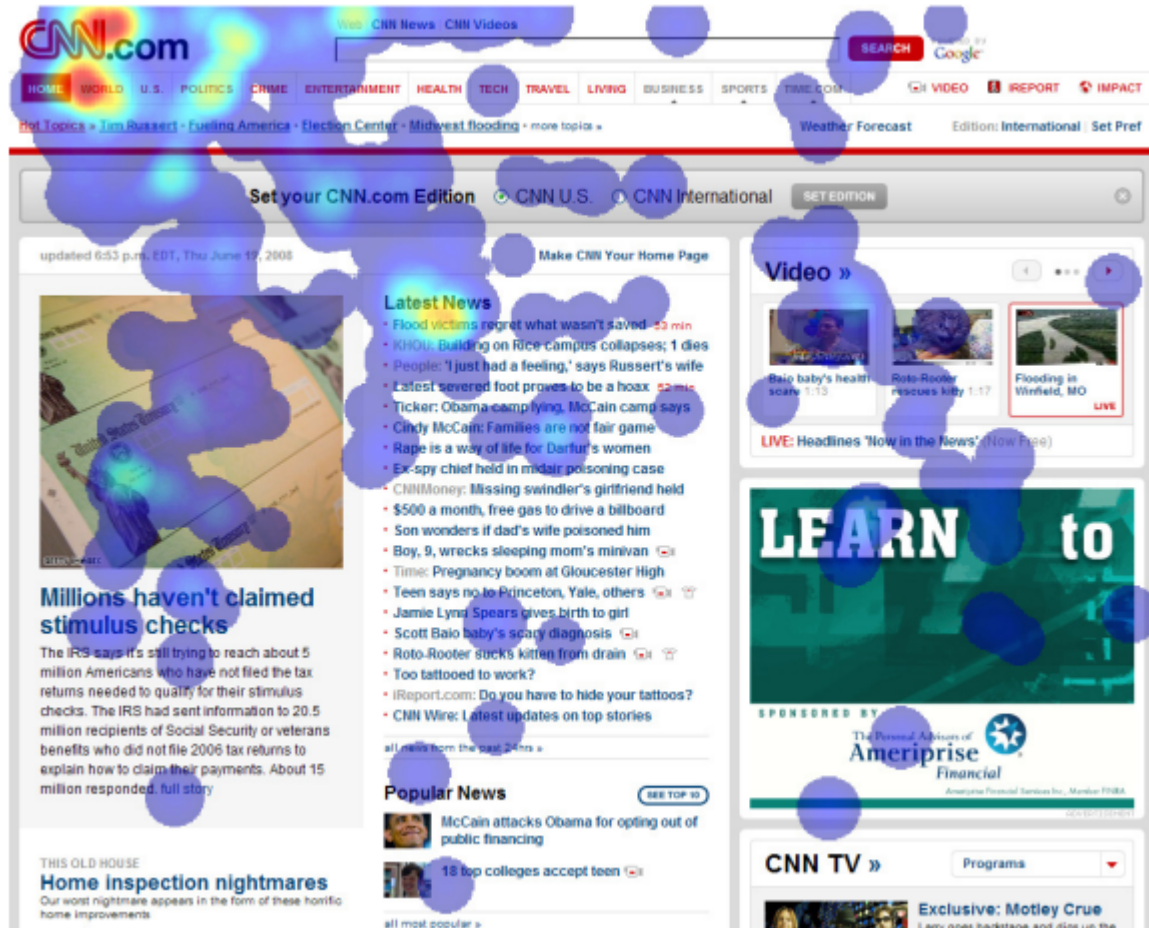 CNN.com
Web CNN News CNN Videos
SEARCH
POWERED BY
Google
HOME WORLD U.S. POLITICS CRIME ENTERTAINMENT HEALTH TECH TRAVEL LIVING BUSINESS SPORTS TIME.COM VIDEO IREPORT IMPACT
Hot Topics » Tim Russert · Fueling America · Election Center · Midwest flooding · more topics »
Weather Forecast Edition: International | Set Pref
Set your CNN.com Edition CNN U.S. CNN International SET EDITION
updated 6:53 p.m. EDT, Thu June 19, 2008
Make CNN Your Home Page
Millions haven't claimed
stimulus checks
The IRS says it's still trying to reach about 5
million Americans who have not filed the tax
returns needed to qualify for their stimulus
checks. The IRS had sent information to 20.5
million recipients of Social Security or veterans
benefits who did not file 2006 tax returns to
explain how to claim their payments. About 15
million responded. full story
THIS OLD HOUSE
Home inspection nightmares
Our worst nightmare appears in the form of these horrific
home improvements
Latest News
Flood victims regret what wasn't saved 53 min
KHOU: Building on Rice campus collapses; 1 dies
People: 'I just had a feeling,' says Russert's wife
Latest severed foot proves to be a hoax 52 min
Ticker: Obama camp lying, McCain camp says
Cindy McCain: Families are not fair game
Rape is a way of life for Darfur's women
Ex-spy chief held in midair poisoning case
CNNMoney: Missing swindler's girlfriend held
$500 a month, free gas to drive a billboard
Son wonders if dad's wife poisoned him
Boy, 9, wrecks sleeping mom's minivan
Time: Pregnancy boom at Gloucester High
Teen says no to Princeton, Yale, others
Jamie Lynn Spears gives birth to girl
Scott Baio baby's scary diagnosis
Roto-Rooter sucks kitten from drain
Too tattooed to work?
iReport.com: Do you have to hide your tattoos?
CNN Wire: Latest updates on top stories
all news from the past 24hrs »
Popular News
SEE TOP 10
McCain attacks Obama for opting out of
public financing
18 top colleges accept teen
all most popular »
Video »
Baio baby's health
scare 1:13
Roto-Rooter
rescues kitty 1:17
Flooding in
Winfield, MO
LIVE
LIVE: Headlines 'Now in the News' (Now Free)
LEARN to
SPONSORED BY
The Personal Advisors of
Ameriprise
Financial
Ameriprise Financial Services Inc., Member FINRA
ADVERTISEMENT
CNN TV »
Programs
Exclusive: Motley Crue